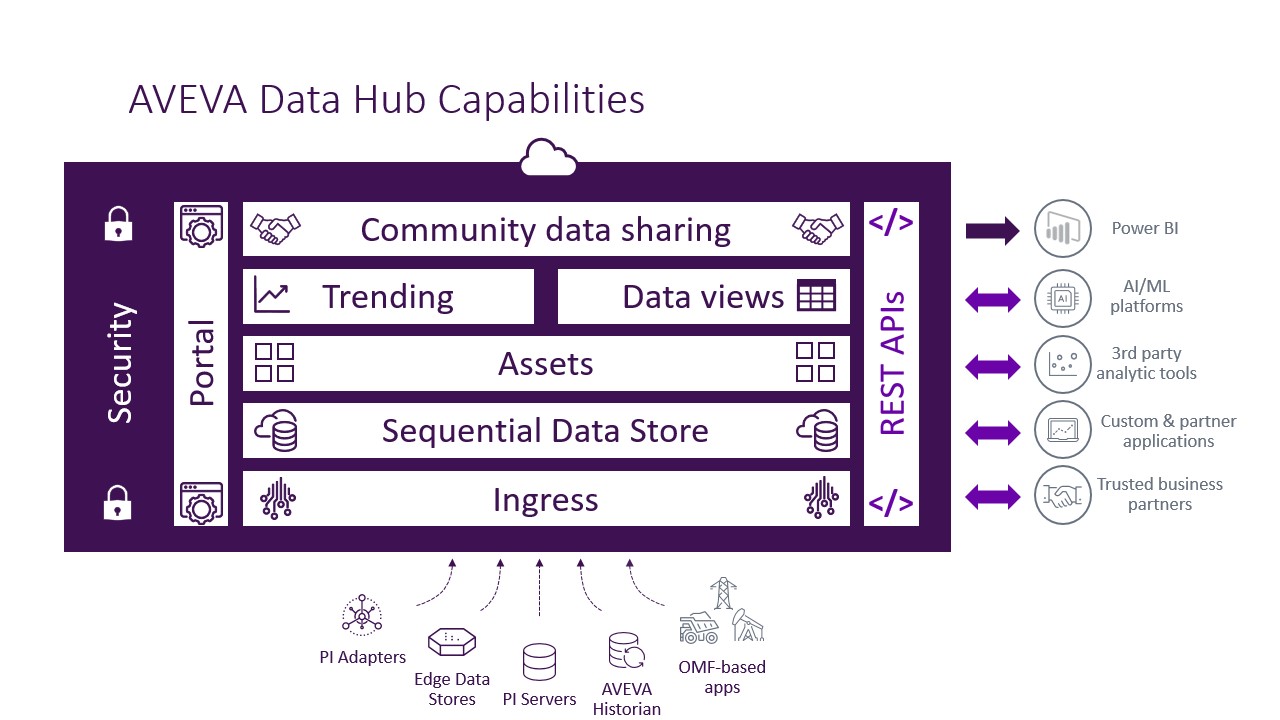 AVEVA Data Hub Capabilities
Security
Portal
Community data sharing
Trending
Data views
Assets
Sequential Data Store
Ingress
</>
REST APIs
</>
Power BI
AI
AI/ML
platforms
3rd party
analytic tools
Custom & partner
applications
Trusted business
partners
PI Adapters
Edge Data
Stores
PI Servers
AVEVA
Historian
OMF-based
apps